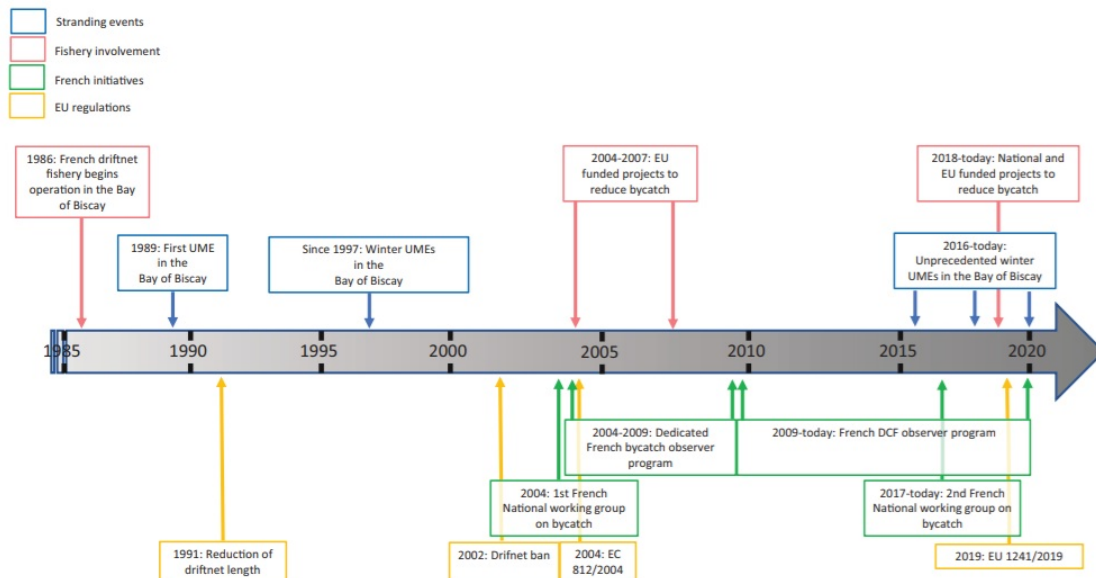 Stranding events
Fishery involvement
French initiatives
EU regulations
1986: French driftnet
fishery begins
operation in the Bay
of Biscay
2004-2007: EU
funded projects to
reduce bycatch
2018-today: National and
EU funded projects to
reduce bycatch
1989: First UME
in the
Bay of Biscay
Since 1997: Winter UMEs
in the
Bay of Biscay
2016-today:
Unprecedented winter
UMEs in the Bay of Biscay
1985
1990
1995
2000
2005
2010
2015
2020
2004-2009: Dedicated
French bycatch observer
program
2009-today: French DCF observer program
2004: 1st French
National working group
on bycatch
2017-today: 2nd French
National working group on
bycatch
1991: Reduction of
driftnet length
2002: Drifnet ban
2004: EC
812/2004
2019: EU 1241/2019